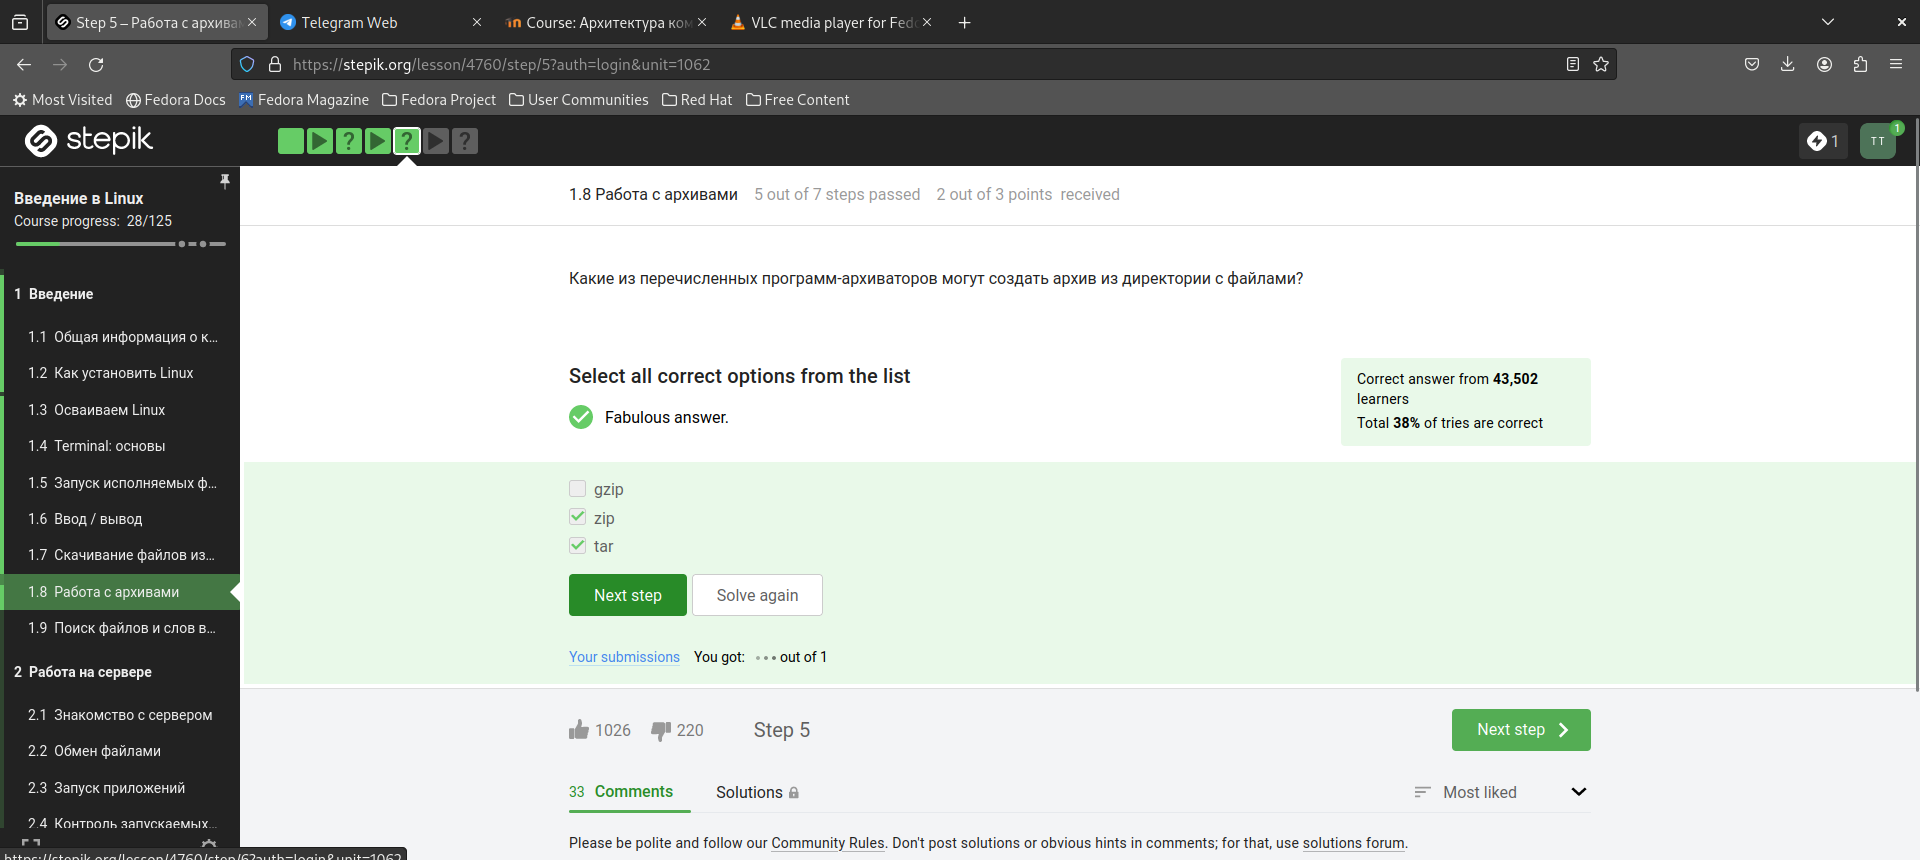 Step 5 – Работа с архива
Telegram Web
Course: Архитектура ком
VLC media player for Fed
https://stepik.org/lesson/4760/step/5?auth=login&unit=1062
Most Visited
Fedora Docs
Fedora Magazine
Fedora Project
User Communities
Red Hat
Free Content
stepik
?
?
?
1
TT
1
Введение в Linux
Course progress: 28/125
1 Введение
1.1 Общая информация о к...
1.2 Как установить Linux
1.3 Осваиваем Linux
1.4 Terminal: основы
1.5 Запуск исполняемых ф...
1.6 Ввод / вывод
1.7 Скачивание файлов из...
1.8 Работа с архивами
1.9 Поиск файлов и слов в...
2 Работа на сервере
2.1 Знакомство с сервером
2.2 Обмен файлами
2.3 Запуск приложений
2.4 Контроль запускаемых...
https://stepik.org/lesson/4760/step/6?auth=login&unit=1062
1.8 Работа с архивами 5 out of 7 steps passed 2 out of 3 points received
Какие из перечисленных программ-архиваторов могут создать архив из директории с файлами?
Select all correct options from the list
Fabulous answer.
Correct answer from 43,502
learners
Total 38% of tries are correct
gzip
zip
tar
Next step
Solve again
Your submissions You got: out of 1
1026
220
Step 5
Next step
33 Comments
Solutions
Most liked
Please be polite and follow our Community Rules. Don't post solutions or obvious hints in comments; for that, use solutions forum.